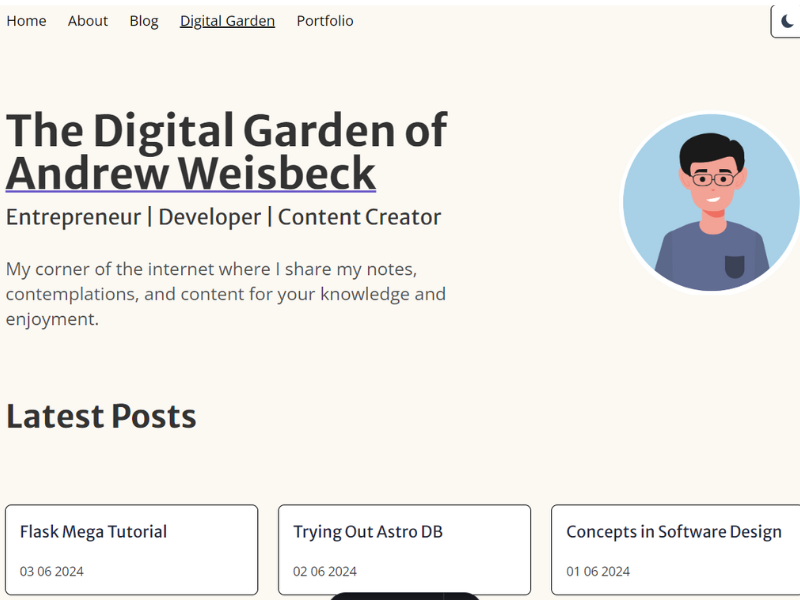 Home About Blog Digital Garden Portfolio
The Digital Garden of
Andrew Weisbeck
Entrepreneur | Developer | Content Creator
My corner of the internet where I share my notes,
contemplations, and content for your knowledge and
enjoyment.
Latest Posts
Flask Mega Tutorial
03 06 2024
Trying Out Astro DB
02 06 2024
Concepts in Software Design
01 06 2024